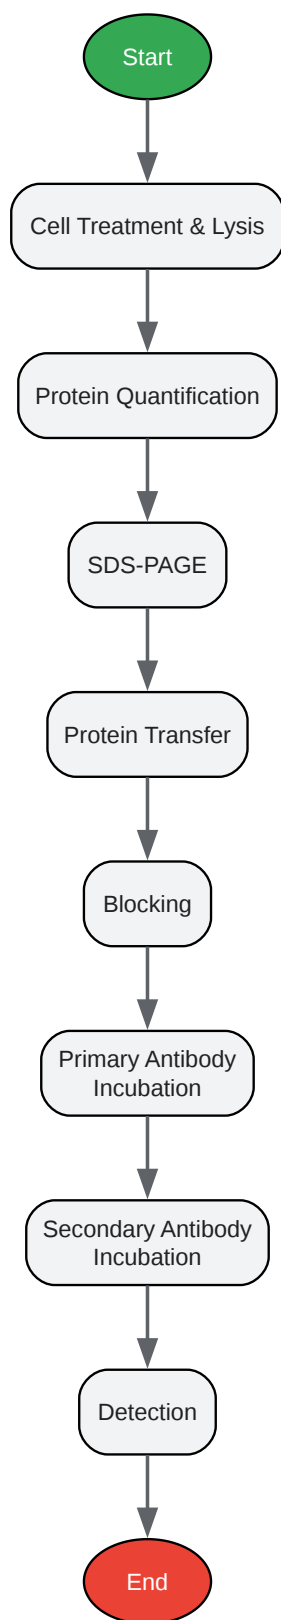 Start
Cell Treatment & Lysis
Protein Quantification
SDS-PAGE
Protein Transfer
Blocking
Primary Antibody
Incubation
Secondary Antibody
Incubation
Detection
End